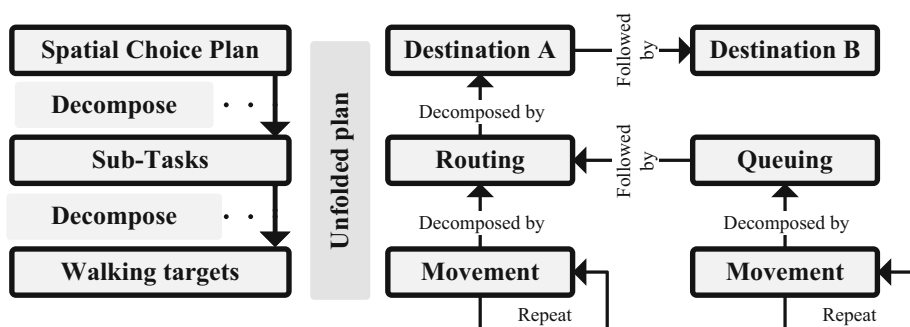 Spatial Choice Plan
Decompose
Sub-Tasks
Decompose
Walking targets
Unfolded plan
Destination A
Followed
by
Destination B
Decomposed by
Routing
Followed
by
Queuing
Decomposed by
Decomposed by
Movement
Movement
Repeat
Repeat